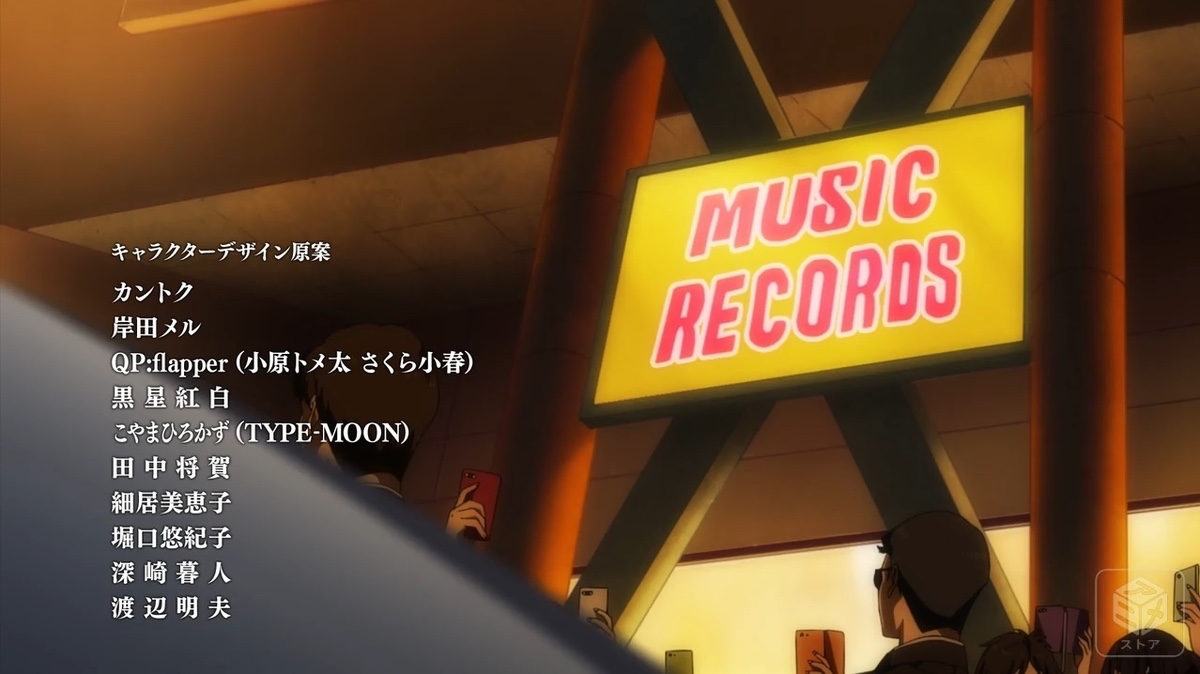 キャラクターデザイン原案
カントク
岸田メル
QP:flapper (小原トメ太 さくら小春)
黒星紅白
こやまひろかず (TYPE-MOON)
田中将賀
細居美恵子
堀口悠紀子
深崎暮人
渡辺明夫
MUSIC
RECORDS
ストア